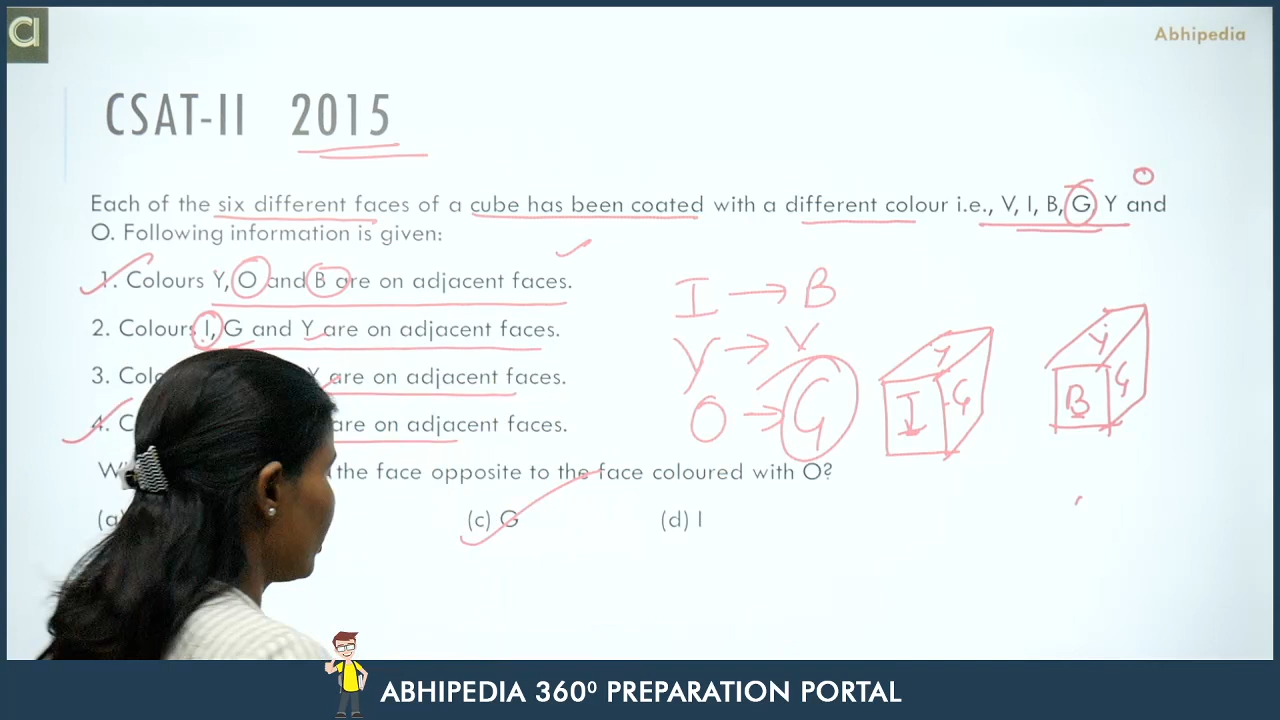 a
Abhipedia
CSAT-II 2015
Each of the six different faces of a cube has been coated with a different colour i.e., V, I, B, G, Y and
O
O. Following information is given:
1. Colours Y, O and B are on adjacent faces.
2. Colours I, G and Y are on adjacent faces.
3. are on adjacent faces.
4. are on adjacent faces.
the face opposite to the face coloured with O?
(c) G (d) I
I → B
Y → V
O → G
Y
I G
Y
B G
ABHIPEDIA 360⁰ PREPARATION PORTAL